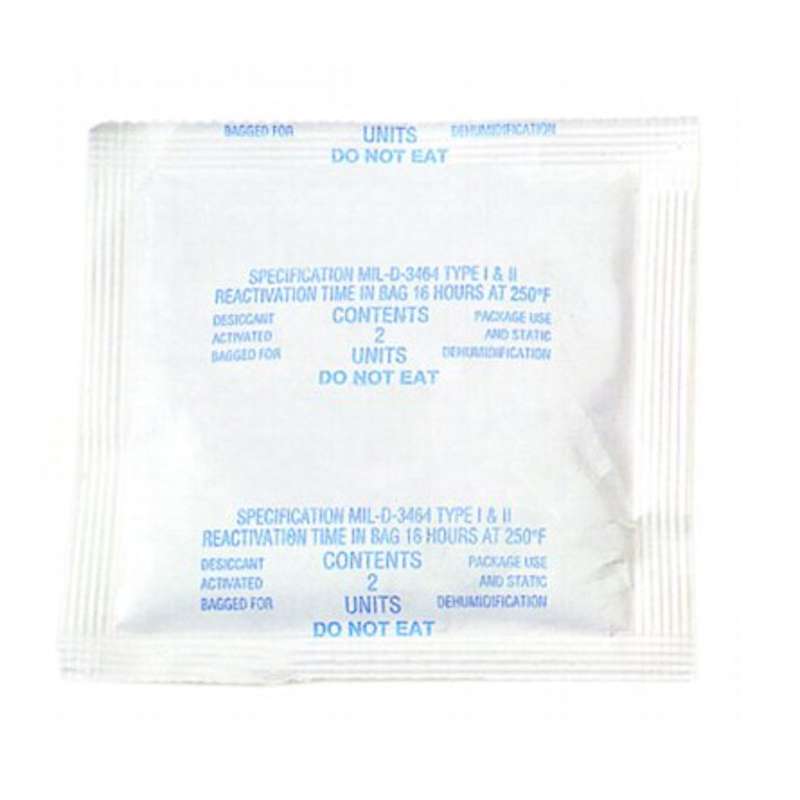 BAGGED FOR UNITS DEHUMIDIFICATION
DO NOT EAT
SPECIFICATION MIL-D-3464 TYPE I & II
REACTIVATION TIME IN BAG 16 HOURS AT 250°F
DESICCANT CONTENTS PACKAGE USE
ACTIVATED 2 AND STATIC
BAGGED FOR UNITS DEHUMIDIFICATION
DO NOT EAT
SPECIFICATION MIL-D-3464 TYPE I & II
REACTIVATION TIME IN BAG 16 HOURS AT 250°F
DESICCANT CONTENTS PACKAGE USE
ACTIVATED 2 AND STATIC
BAGGED FOR UNITS DEHUMIDIFICATION
DO NOT EAT